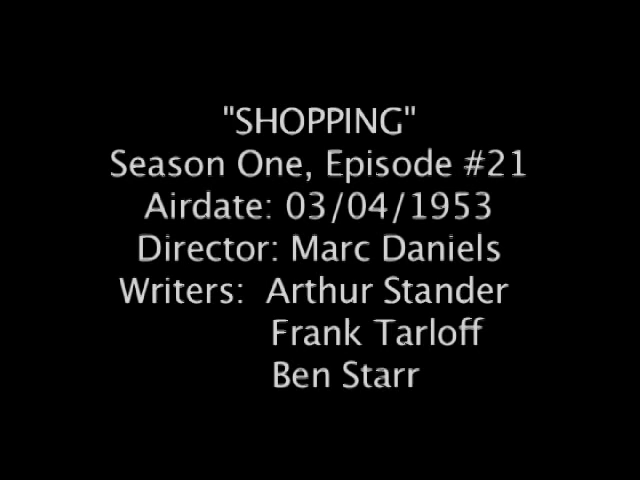 "SHOPPING"
Season One, Episode #21
Airdate: 03/04/1953
Director: Marc Daniels
Writers: Arthur Stander
Frank Tarloff
Ben Starr